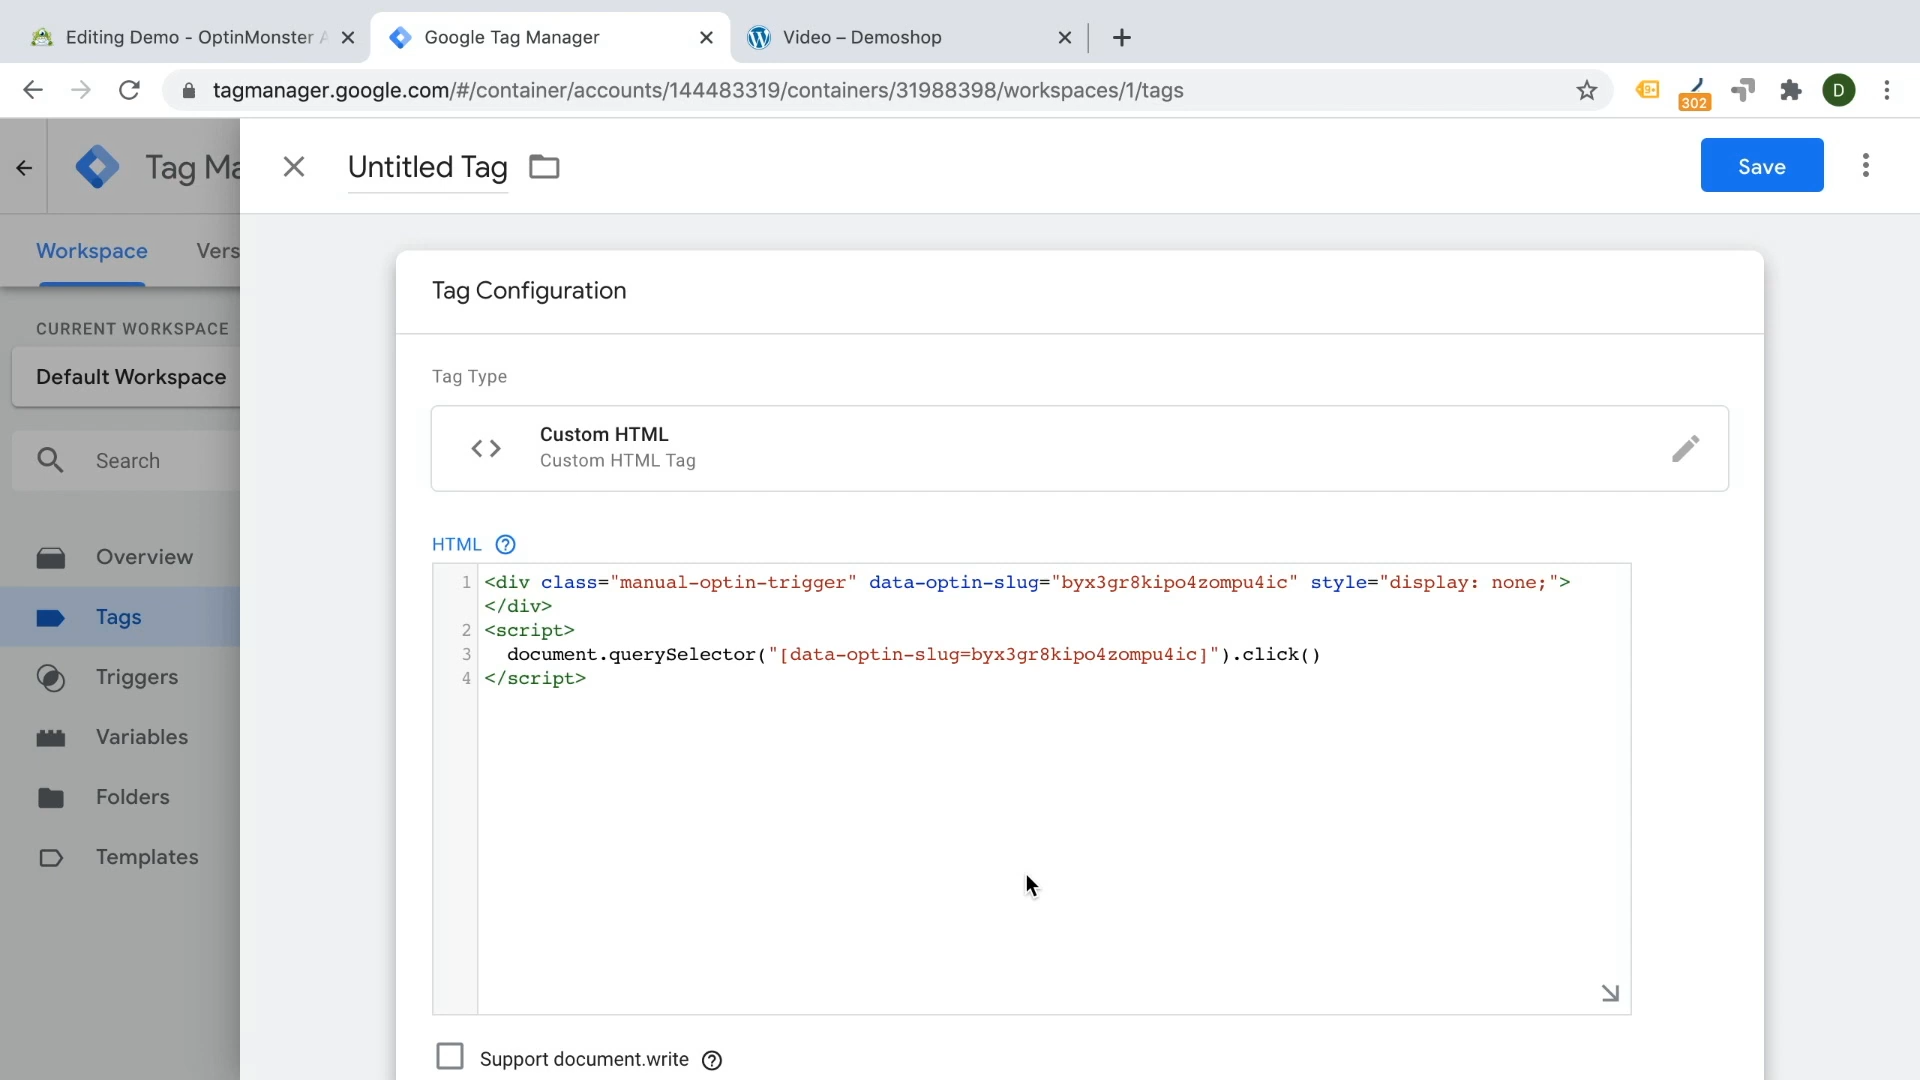 Editing Demo - OptinMonster A
Google Tag Manager
Video – Demoshop
tagmanager.google.com/#/container/accounts/144483319/containers/31988398/workspaces/1/tags
9+
302
D
Tag Ma
Untitled Tag
Save
Workspace
Vers
Tag Configuration
CURRENT WORKSPACE
Default Workspace
Tag Type
Custom HTML
Custom HTML Tag
Search
HTML
Overview
Tags
Triggers
Variables
Folders
Templates
1 <div class="manual-optin-trigger" data-optin-slug="byx3gr8kipo4zompu4ic" style="display: none;">
</div>
2 <script>
3 document.querySelector("[data-optin-slug=byx3gr8kipo4zompu4ic]").click()
4 </script>
Support document.write